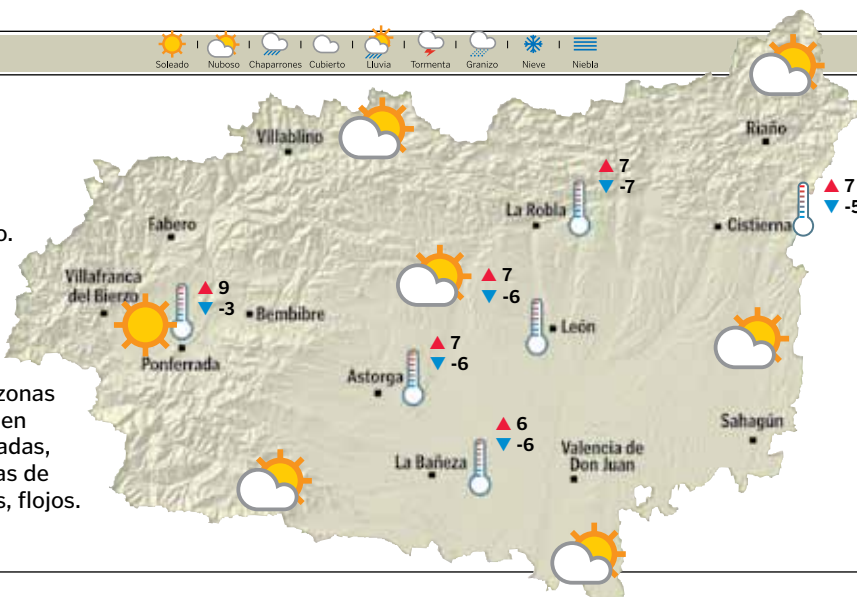 Soleado Nuboso Chaparrones Cubierto Lluvia Tormenta Granizo Nieve Niebla
Villablino
Riaño
7
-7
La Robla
7
-5
Cistierna
Fabero
o.
Villafranca
del Bierzo
9
-3
Bembibre
Ponferrada
7
-6
León
7
-6
Astorga
zonas
en
adas,
as de
s, flojos.
6
-6
La Bañeza
Valencia de
Don Juan
Sahagún